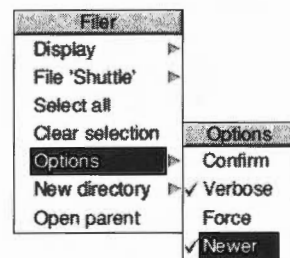 Filer
Display
File 'Shuttle'
Select all
Clear selection
Options
New directory
Open parent
Options
Confirm
✓ Verbose
Force
✓ Newer